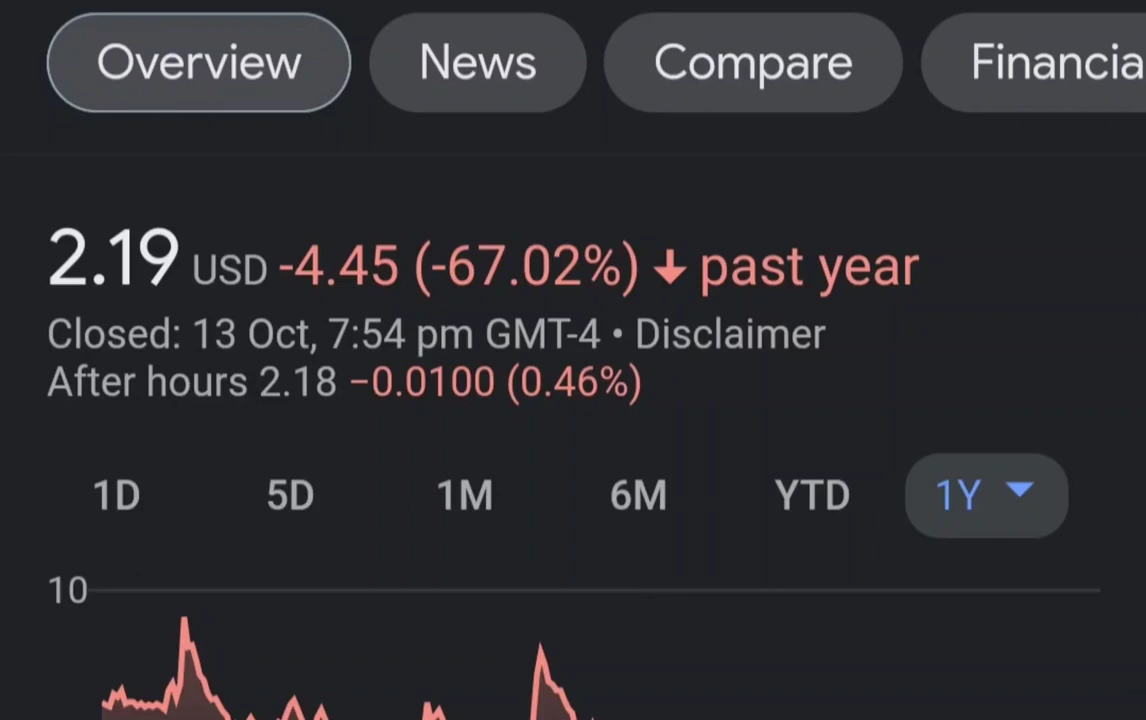 Overview News Compare Financia
2.19 USD -4.45 (-67.02%) ↓ past year
Closed: 13 Oct, 7:54 pm GMT-4 • Disclaimer
After hours 2.18 −0.0100 (0.46%)
1D 5D 1M 6M YTD 1Y
10